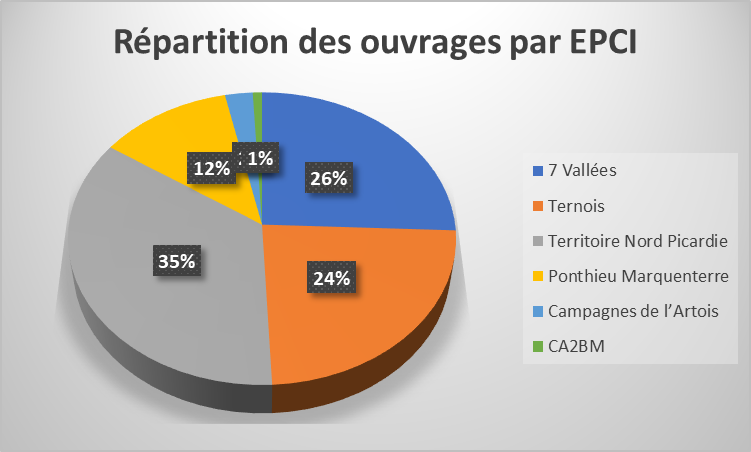 Répartition des ouvrages par EPCI
1%
12%
26%
35%
24%
7 Vallées
Ternois
Territoire Nord Picardie
Ponthieu Marquenterre
Campagnes de l’Artois
CA2BM